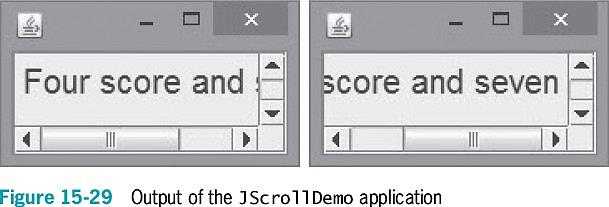 Four score and s
score and seven
Figure 15-29 Output of the JScrollDemo application